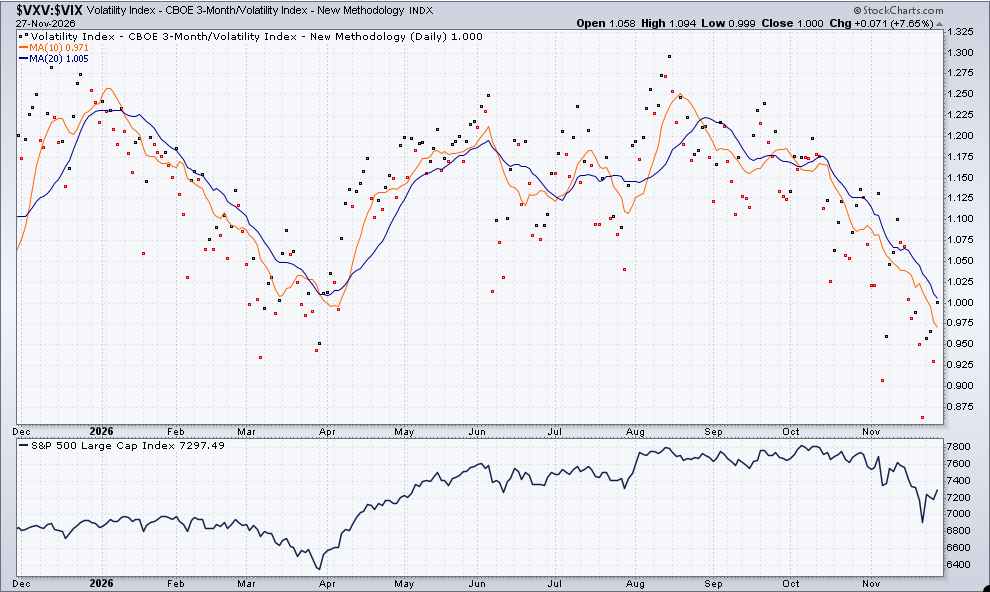 $VXV:$VIX Volatility Index - CBOE 3-Month/Volatility Index - New Methodology INDX
© StockCharts.com
27-Nov-2026
Open 1.058 High 1.094 Low 0.999 Close 1.000 Chg +0.071 (+7.65%)
Volatility Index - CBOE 3-Month/Volatility Index - New Methodology (Daily) 1.000
MA(10) 0.971
MA(20) 1.005
1.325
1.300
1.275
1.250
1.225
1.200
1.175
1.150
1.125
1.100
1.075
1.050
1.025
1.000
0.975
0.950
0.925
0.900
0.875
Dec 2026 Feb Mar Apr May Jun Jul Aug Sep Oct Nov
S&P 500 Large Cap Index 7297.49
7800
7600
7400
7200
7000
6800
6600
6400
Dec 2026 Feb Mar Apr May Jun Jul Aug Sep Oct Nov